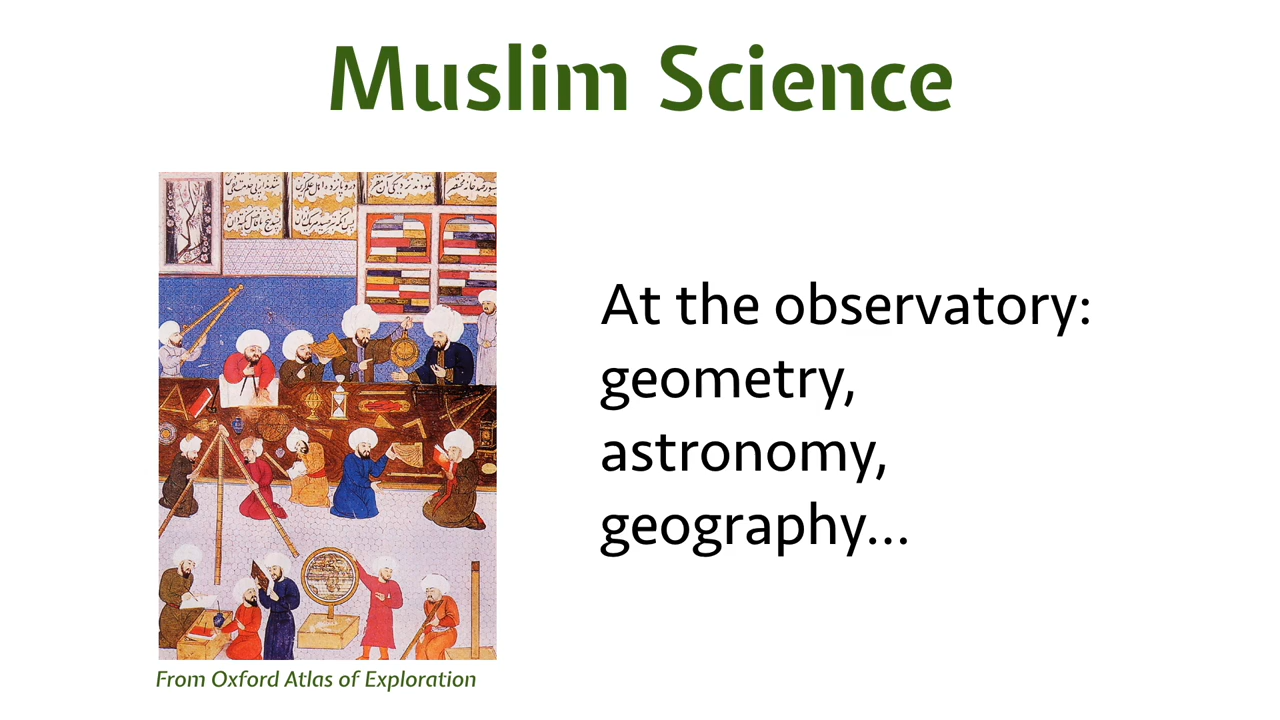 Muslim Science
At the observatory:
geometry,
astronomy,
geography...
From Oxford Atlas of Exploration